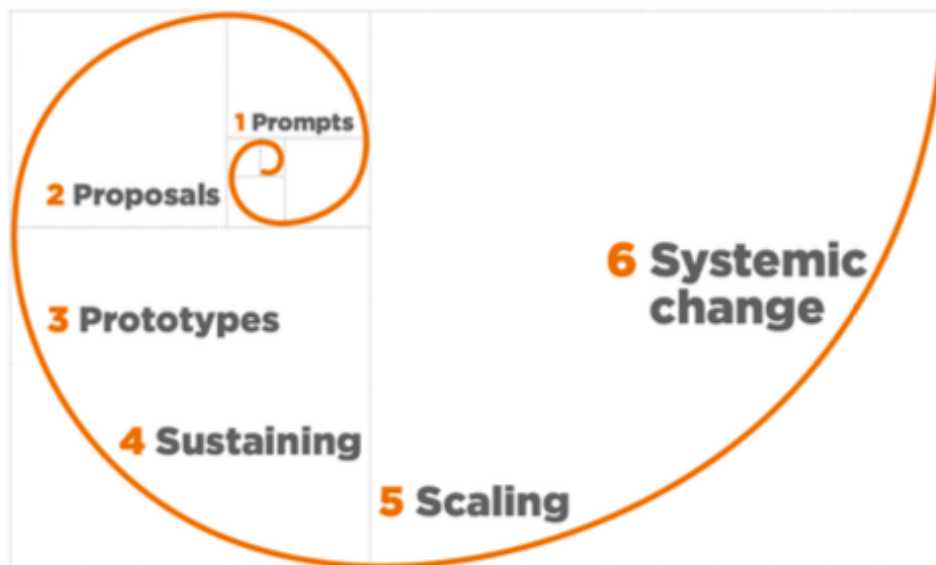 1 Prompts
2 Proposals
3 Prototypes
4 Sustaining
5 Scaling
6 Systemic
change